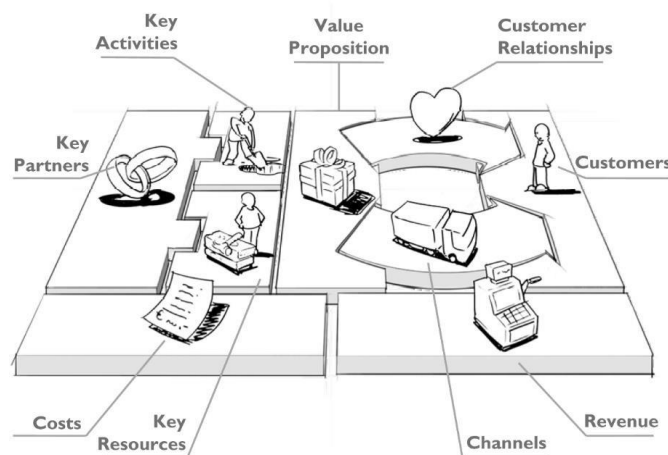 Key
Activities
Value
Proposition
Customer
Relationships
Key
Partners
Customers
Costs
Key
Resources
Channels
Revenue